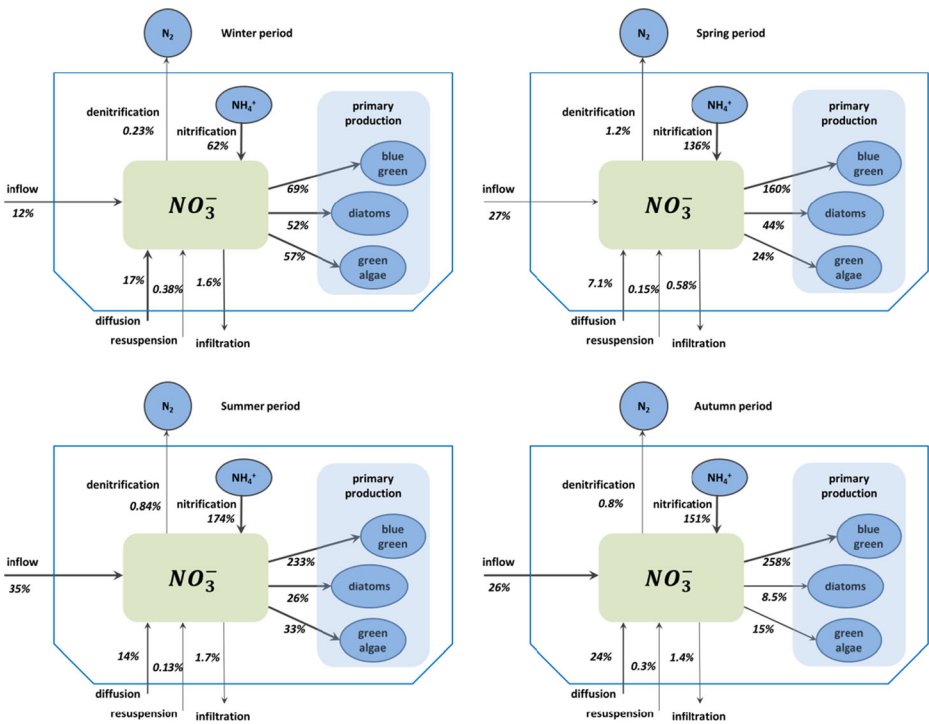 N₂
Winter period
denitrification
0.23%
NH₄⁺
nitrification
62%
primary
production
blue
green
69%
inflow
12%
NO₃⁻
diatoms
52%
57%
green
algae
17%
0.38%
1.6%
diffusion
resuspension
infiltration
N₂
Spring period
denitrification
1.2%
NH₄⁺
nitrification
136%
primary
production
blue
green
160%
inflow
27%
NO₃⁻
diatoms
44%
24%
green
algae
7.1%
0.15%
0.58%
diffusion
resuspension
infiltration
N₂
Summer period
denitrification
0.84%
NH₄⁺
nitrification
174%
primary
production
blue
green
233%
inflow
35%
NO₃⁻
diatoms
26%
33%
green
algae
14%
0.13%
1.7%
diffusion
resuspension
infiltration
N₂
Autumn period
denitrification
0.8%
NH₄⁺
nitrification
151%
primary
production
blue
green
258%
inflow
26%
NO₃⁻
diatoms
8.5%
15%
green
algae
24%
0.3%
1.4%
diffusion
resuspension
infiltration